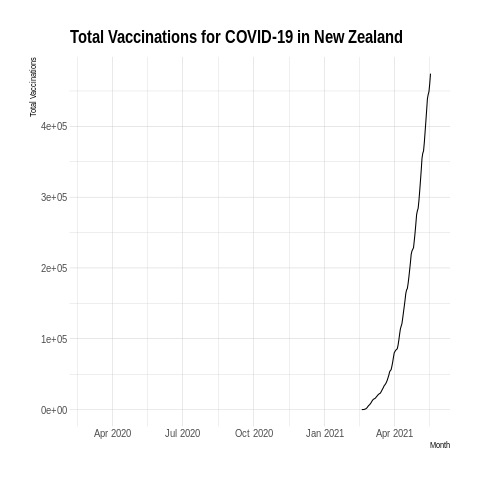 Total Vaccinations for COVID-19 in New Zealand
Total Vaccinations
4e+05
3e+05
2e+05
1e+05
0e+00
Apr 2020 Jul 2020 Oct 2020 Jan 2021 Apr 2021
Month